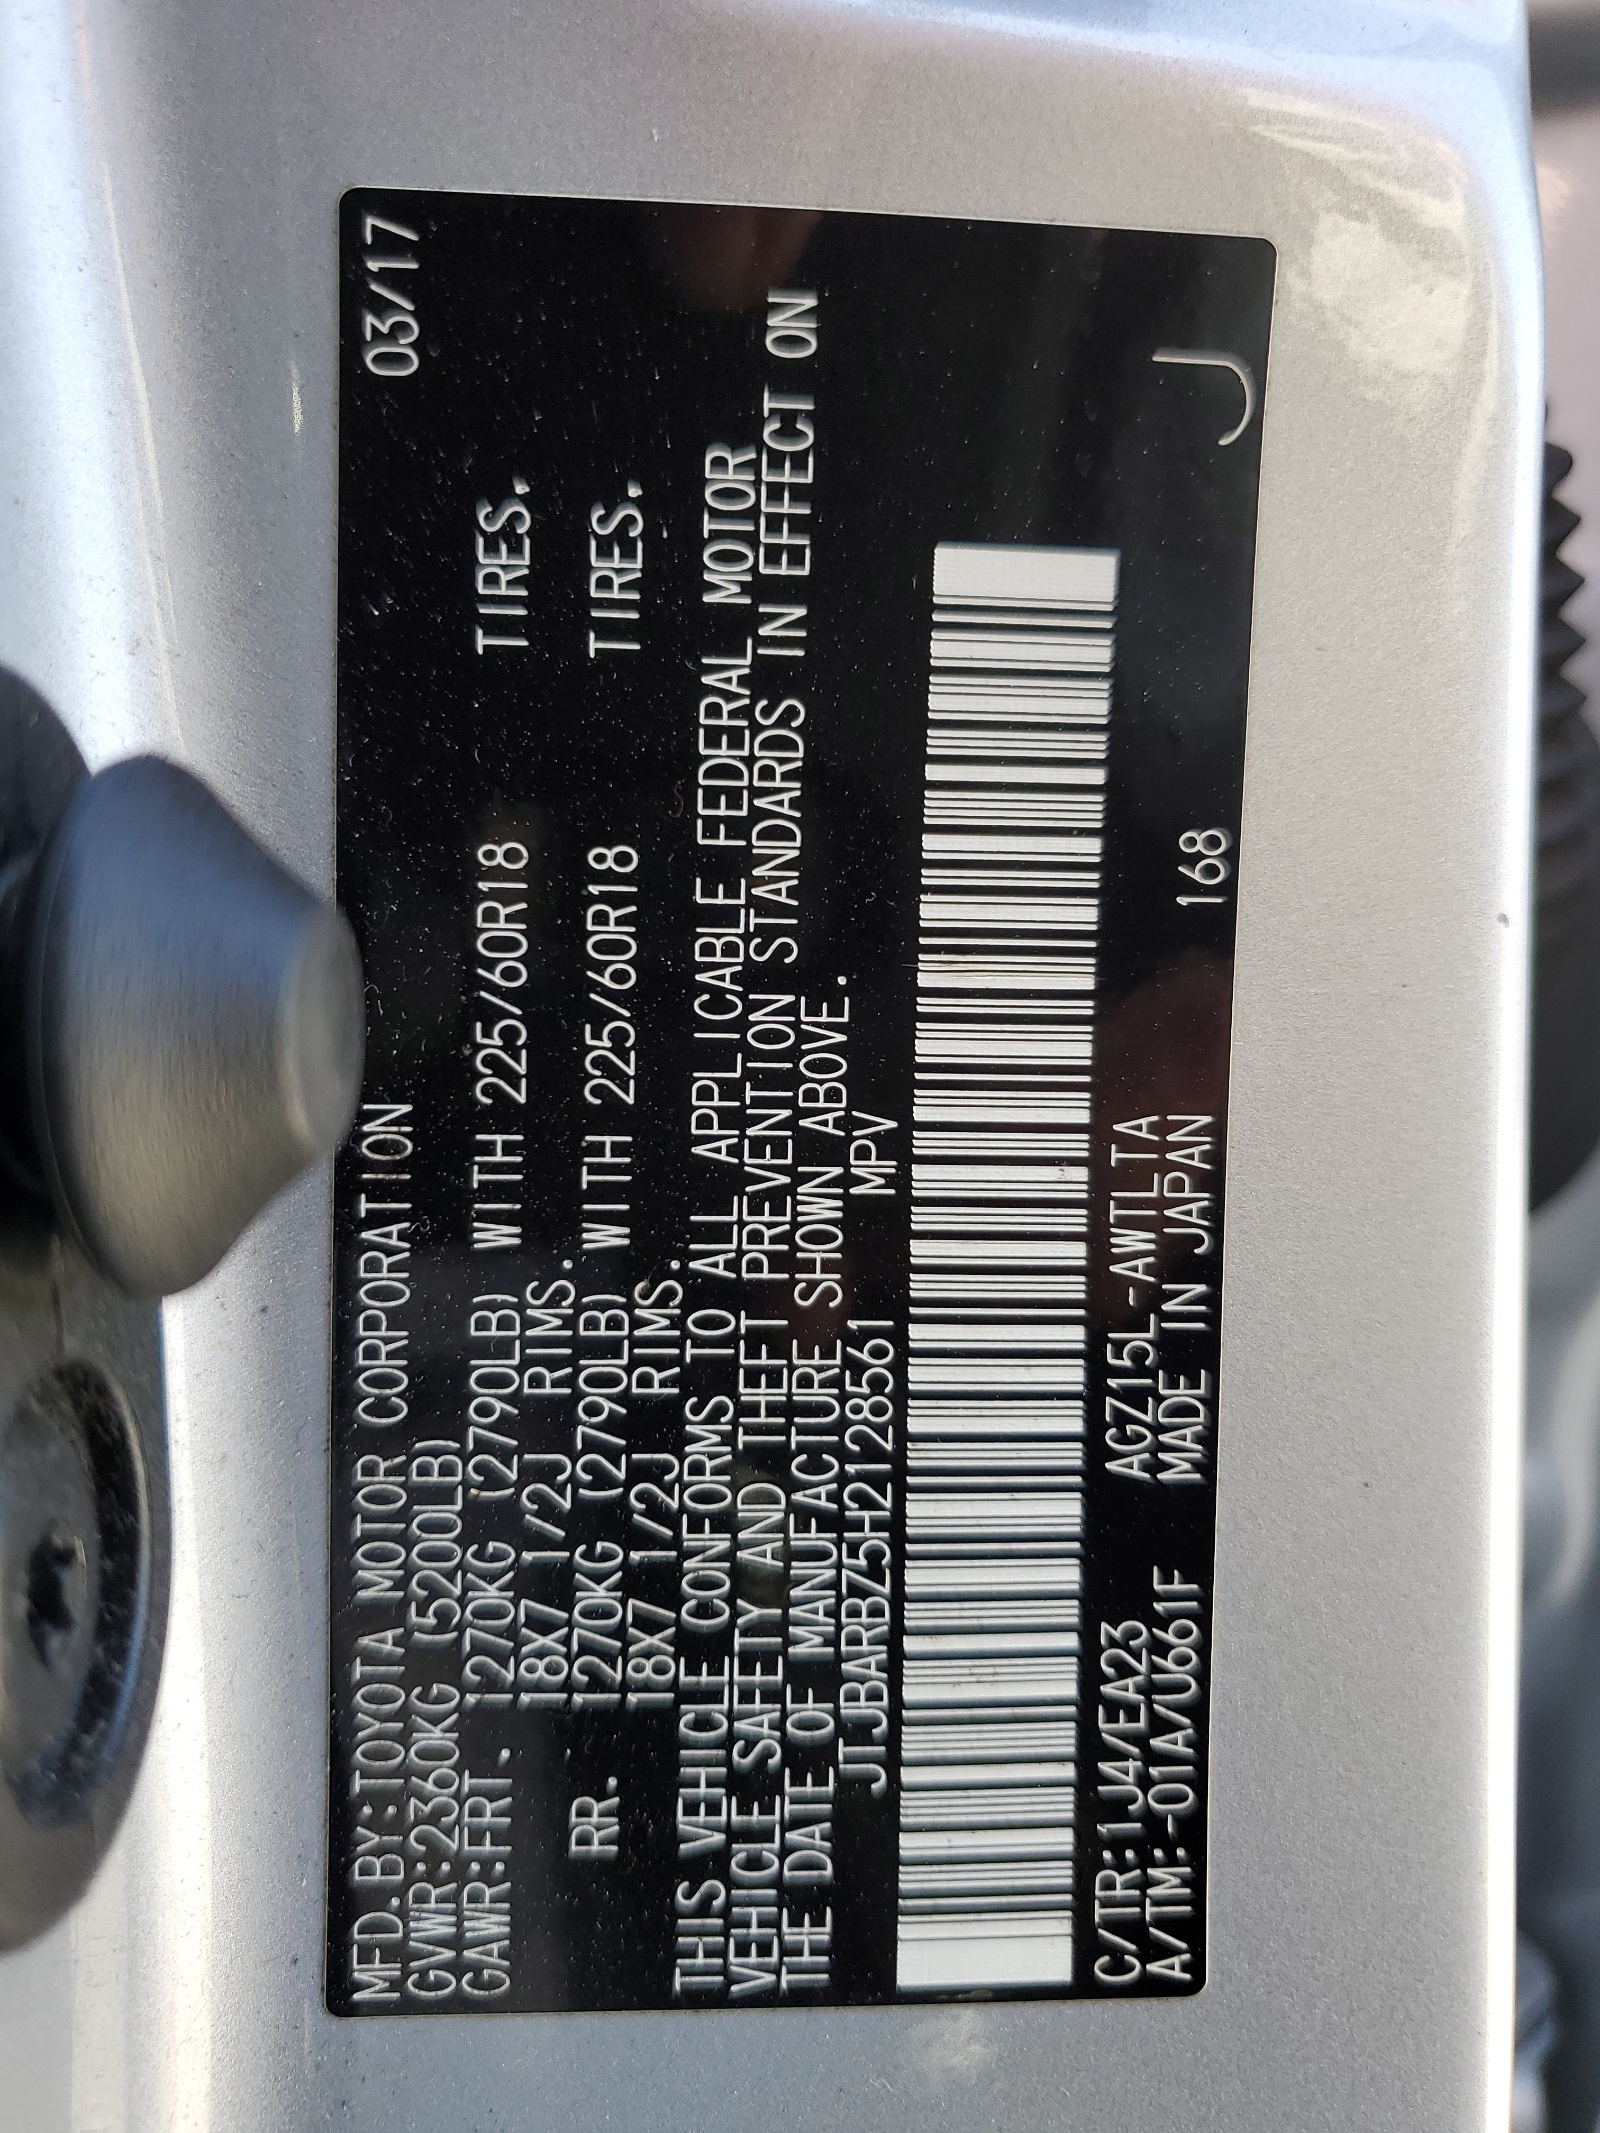 MFD.BY:TOYOTA MOTOR CORPORATION 03/17
GVWR:2360KG (5200LB)
GAWR:FRT. 1270KG (2790LB) WITH 225/60R18 TIRES.
18X7 1/2J RIMS.
RR. 1270KG (2790LB) WITH 225/60R18 TIRES.
18X7 1/2J RIMS.
THIS VEHICLE CONFORMS TO ALL APPLICABLE FEDERAL MOTOR
VEHICLE SAFETY AND THEFT PREVENTION STANDARDS IN EFFECT ON
THE DATE OF MANUFACTURE SHOWN ABOVE.
JTJBARBZ5H2128561 MPV
C/TR:1J4/EA23 AGZ15L-AWTLTA
A/TM:-01A/U661F MADE IN JAPAN 168
J